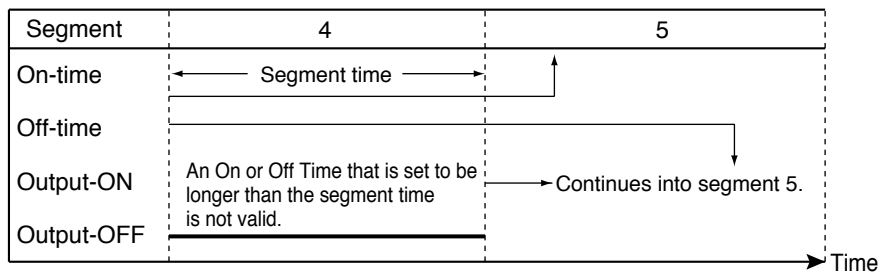 Segment 4 5
On-time Segment time
Off-time
Output-ON An On or Off Time that is set to be
longer than the segment time
is not valid.
Continues into segment 5.
Output-OFF
Time